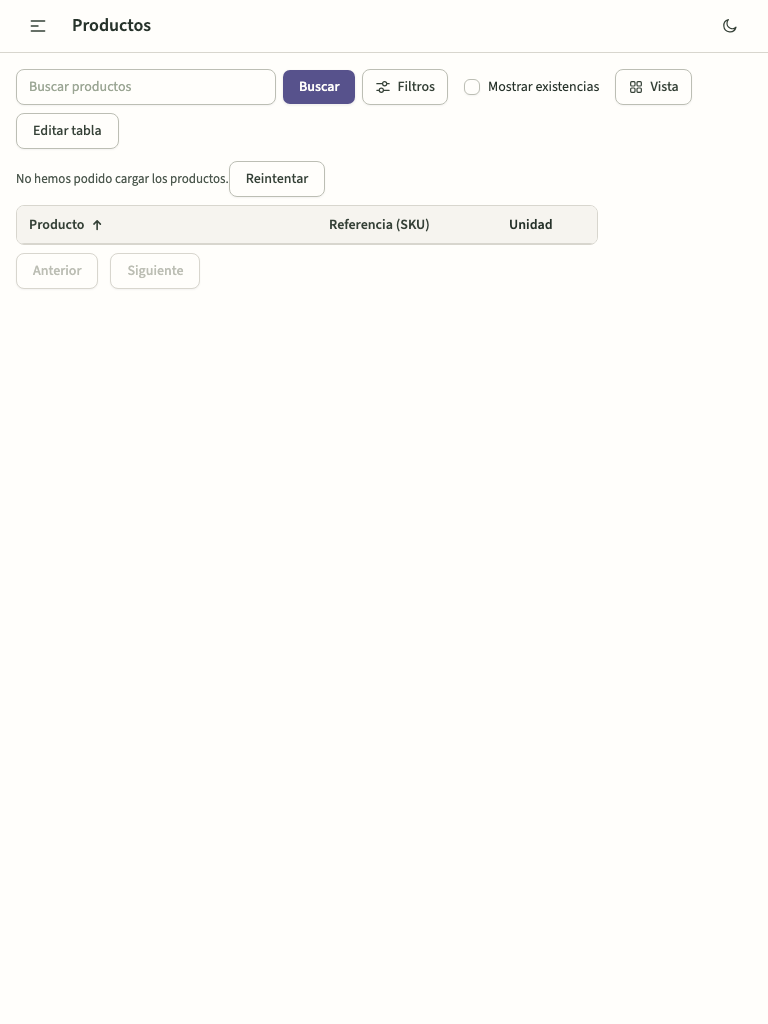 Productos
Buscar productos
Buscar
Filtros
Mostrar existencias
Vista
Editar tabla
No hemos podido cargar los productos.
Reintentar
Producto
Referencia (SKU)
Unidad
Anterior
Siguiente